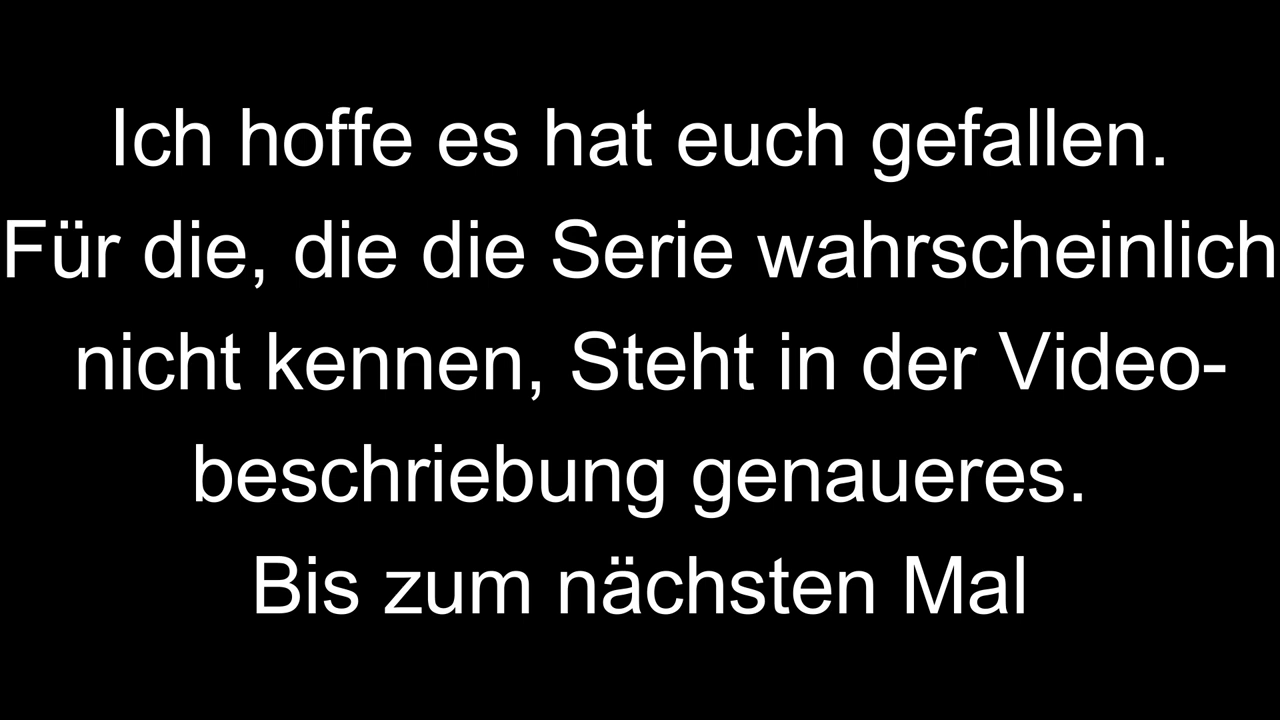 Ich hoffe es hat euch gefallen.
Für die, die die Serie wahrscheinlich
nicht kennen, Steht in der Video-
beschriebung genaueres.
Bis zum nächsten Mal